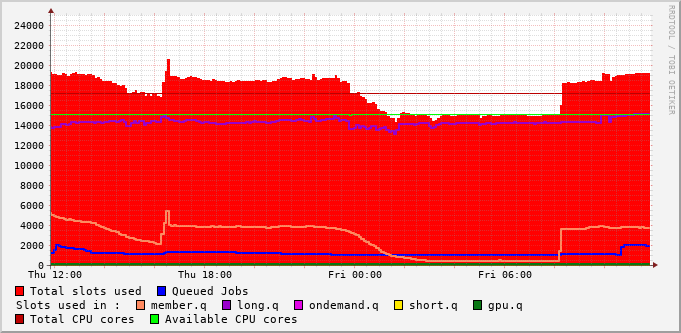 24000
22000
20000
18000
16000
14000
12000
10000
8000
6000
4000
2000
0
Thu 12:00 Thu 18:00 Fri 00:00 Fri 06:00
RRDTOOL / TOBI OETIKER
Total slots used Queued Jobs
Slots used in : member.q long.q ondemand.q short.q gpu.q
Total CPU cores Available CPU cores